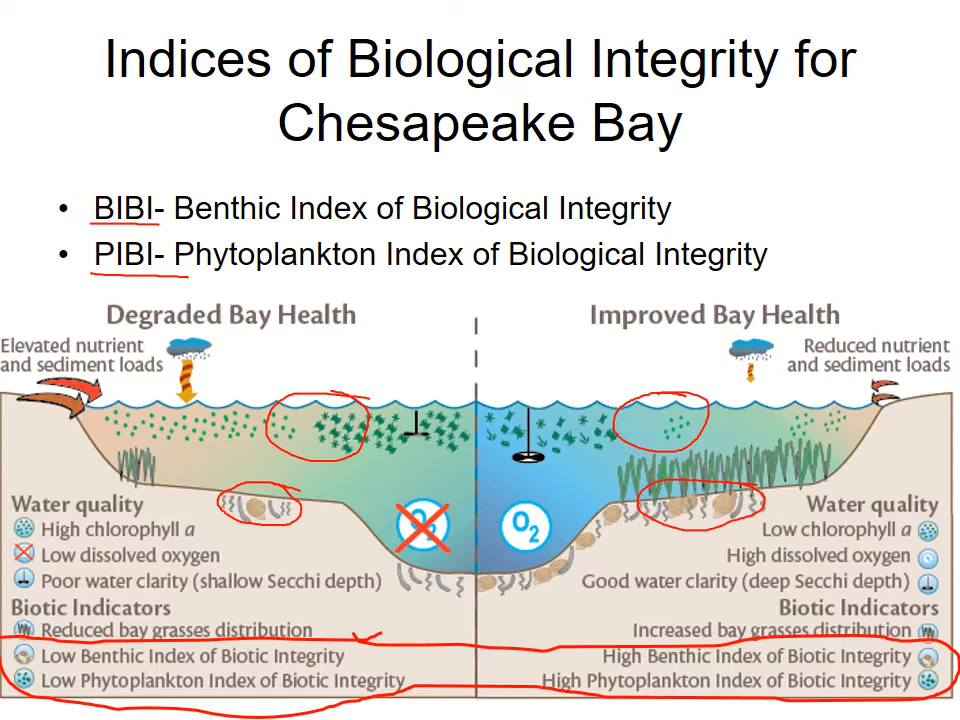 Indices of Biological Integrity for
Chesapeake Bay
• BIBI- Benthic Index of Biological Integrity
• PIBI- Phytoplankton Index of Biological Integrity
Degraded Bay Health
Improved Bay Health
Elevated nutrient
and sediment loads
Reduced nutrient
and sediment loads
O2
O2
Water quality
High chlorophyll a
Low dissolved oxygen
Poor water clarity (shallow Secchi depth)
Biotic Indicators
Reduced bay grasses distribution
Low Benthic Index of Biotic Integrity
Low Phytoplankton Index of Biotic Integrity
Water quality
Low chlorophyll a
High dissolved oxygen
Good water clarity (deep Secchi depth)
Biotic Indicators
Increased bay grasses distribution
High Benthic Index of Biotic Integrity
High Phytoplankton Index of Biotic Integrity